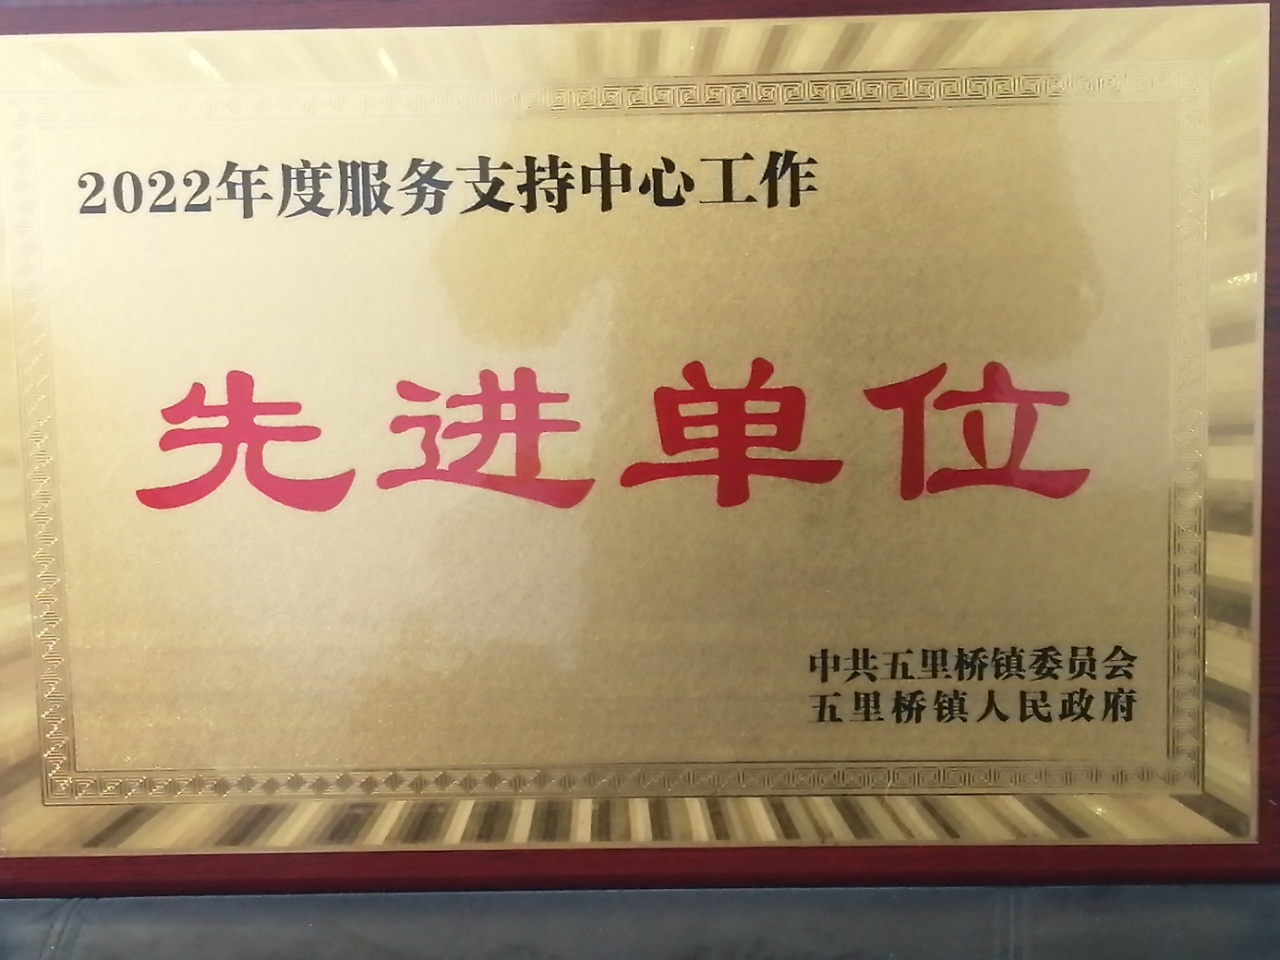 2022年度服务支持中心工作
先进单位
中共五里桥镇委员会
五里桥镇人民政府